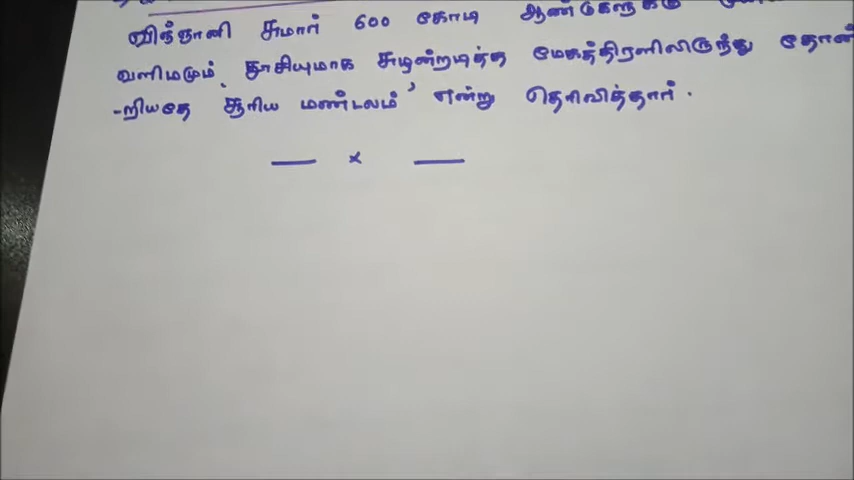 விஞ்ஞானி சுமார் 600 கோடி ஆண்டுகளுக்கு
வளிமமும் தூசியுமாக சுழன்றடித்த மேகத்திரளிலிருந்து தோன்
-றியதே 'சூரிய மண்டலம்' என்று தெரிவித்தார்.
— x —